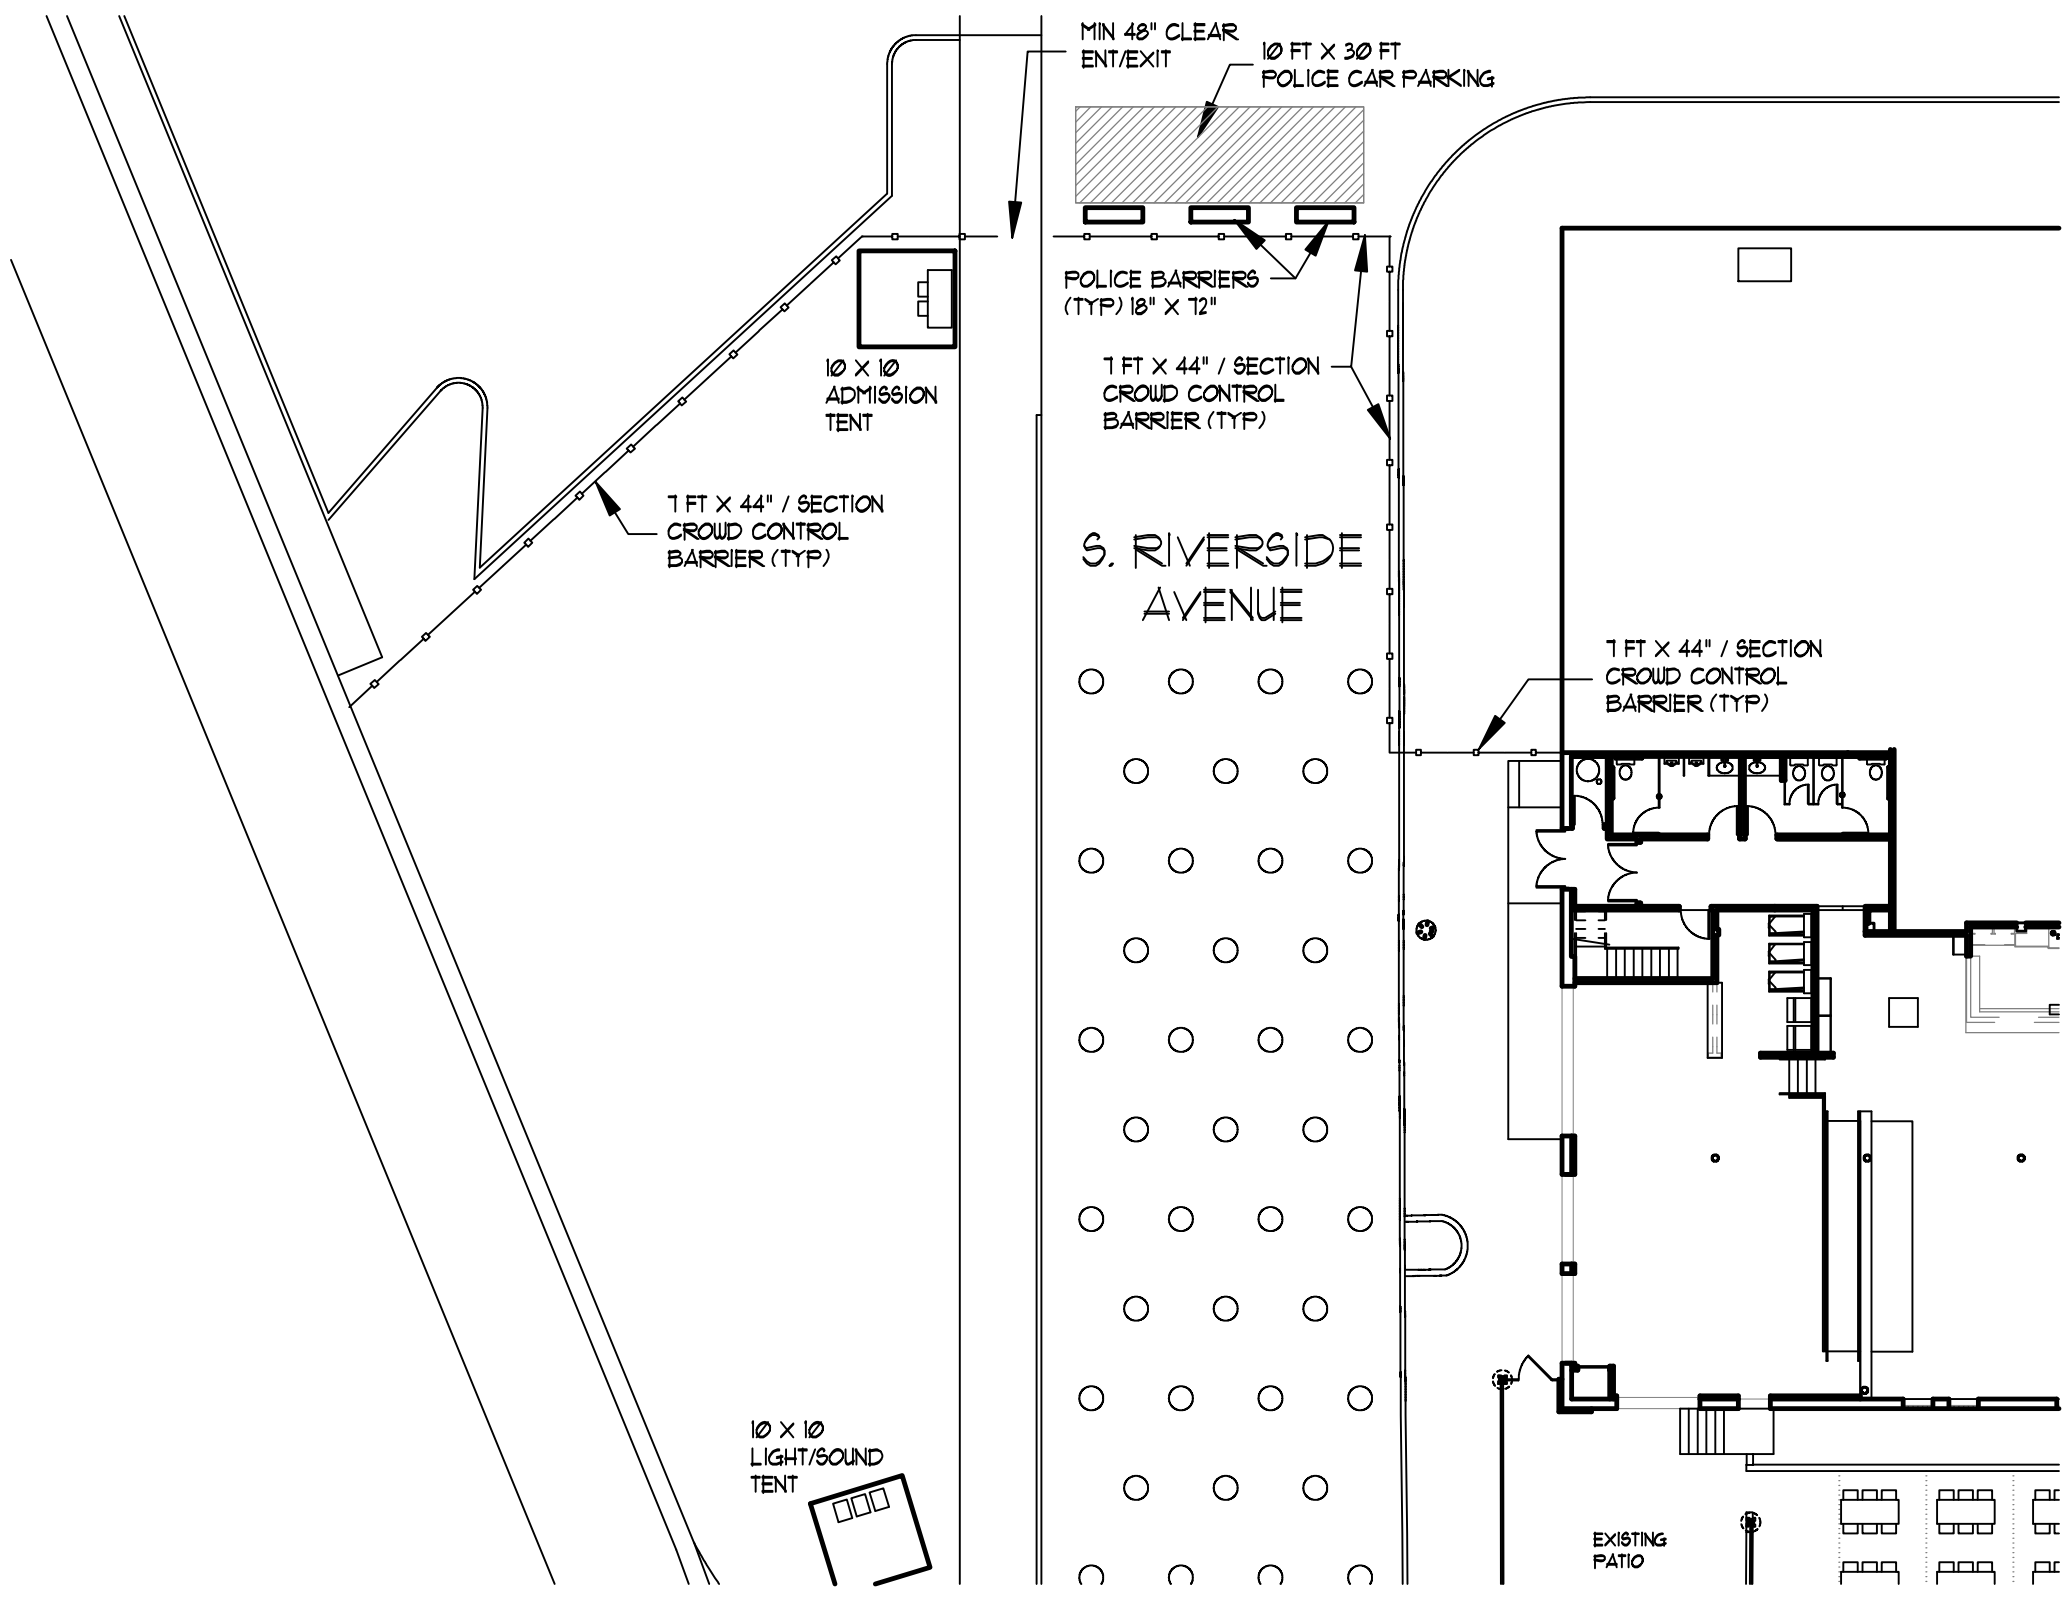 MIN 48" CLEAR
ENT/EXIT
10 FT X 30 FT
POLICE CAR PARKING
POLICE BARRIERS
(TYP) 18" X 72"
10 X 10
ADMISSION
TENT
7 FT X 44" / SECTION
CROWD CONTROL
BARRIER (TYP)
7 FT X 44" / SECTION
CROWD CONTROL
BARRIER (TYP)
S. RIVERSIDE
AVENUE
7 FT X 44" / SECTION
CROWD CONTROL
BARRIER (TYP)
10 X 10
LIGHT/SOUND
TENT
EXISTING
PATIO